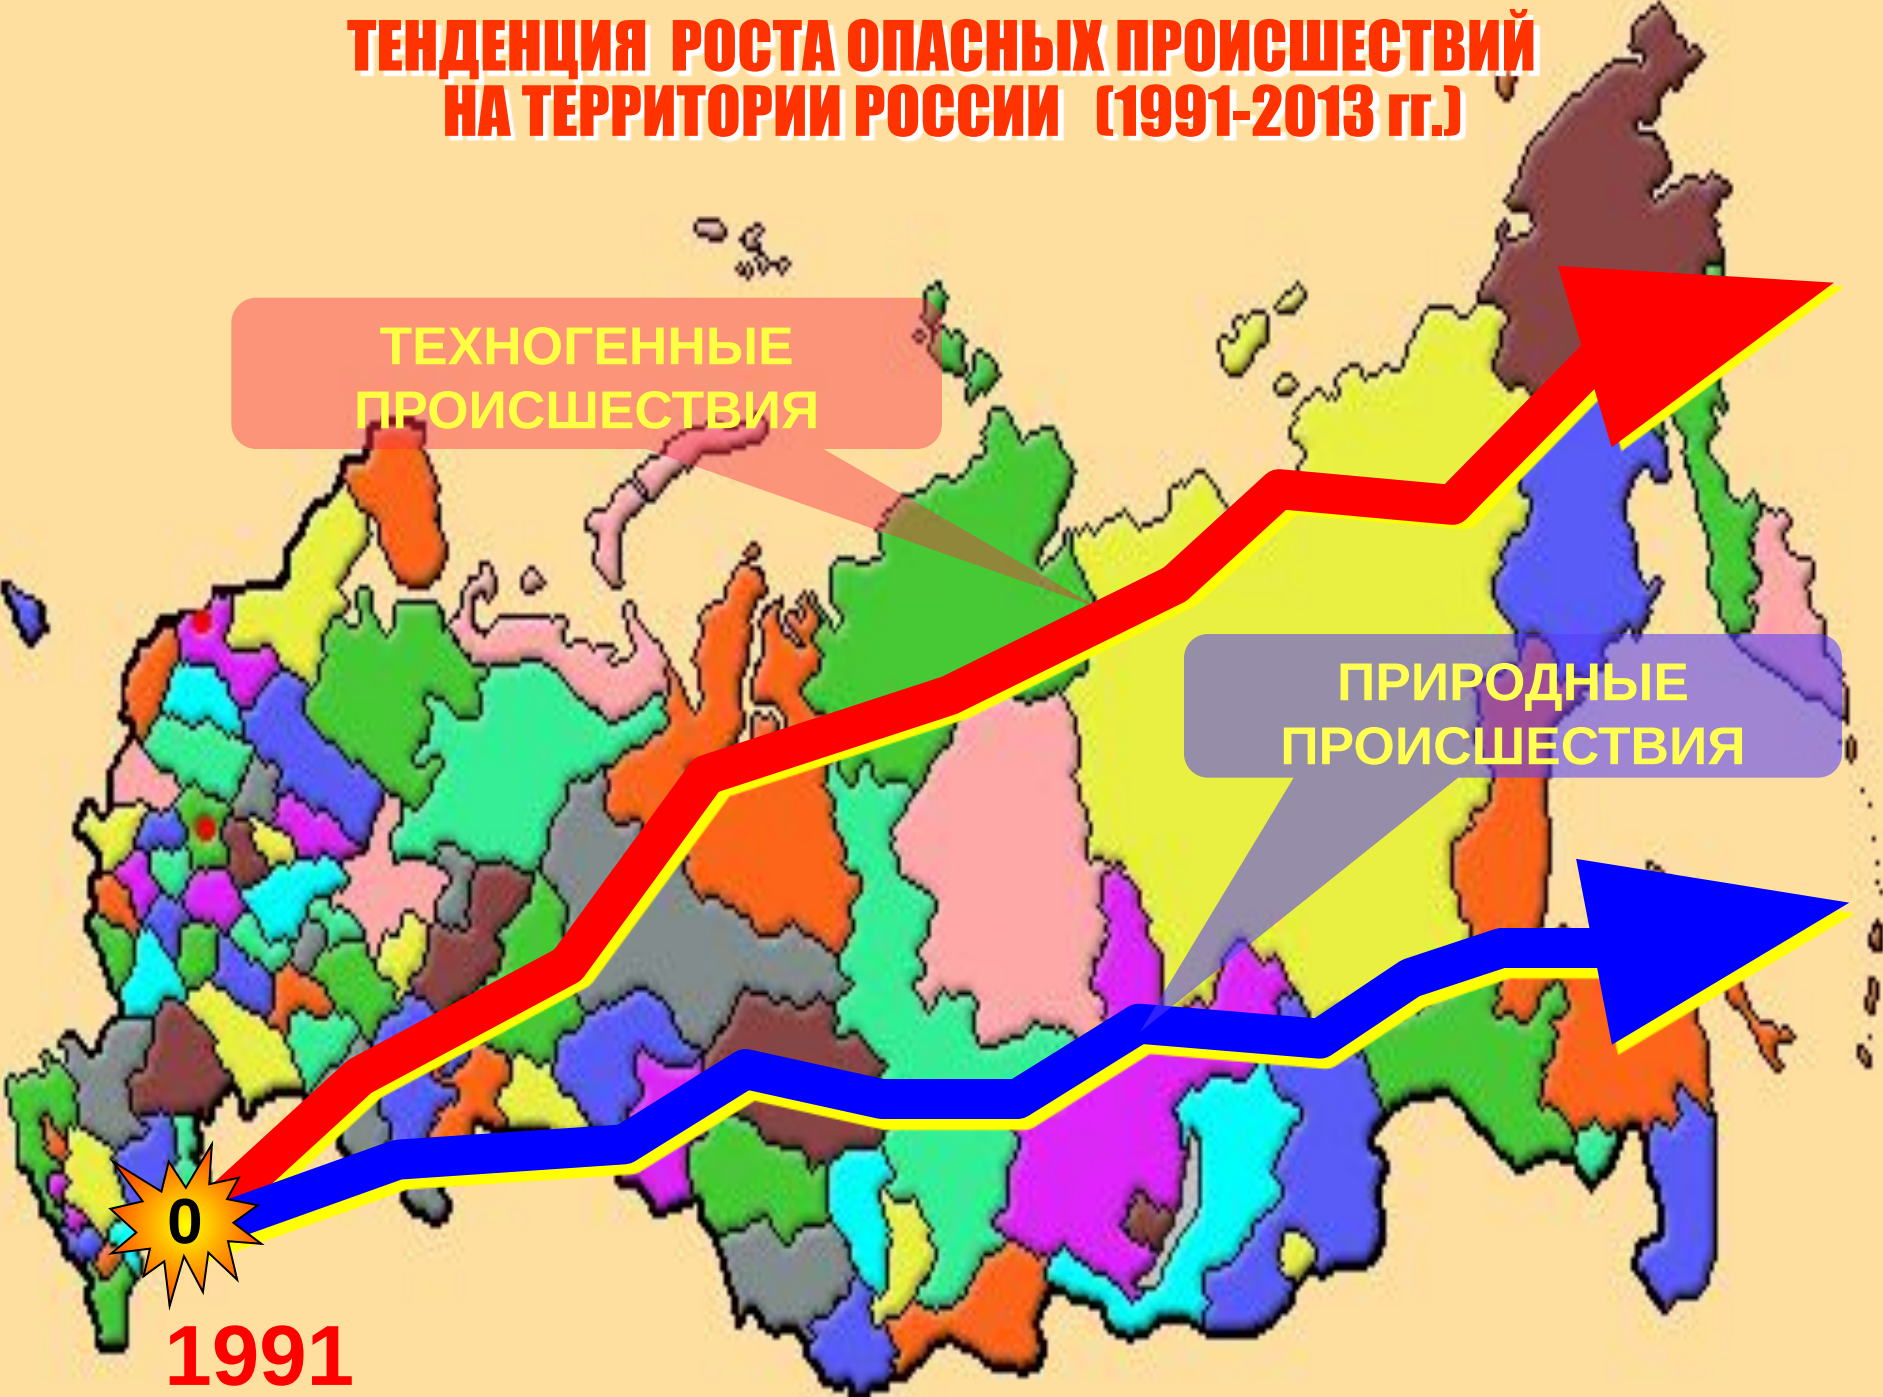 ТЕНДЕНЦИЯ РОСТА ОПАСНЫХ ПРОИСШЕСТВИЙ
НА ТЕРРИТОРИИ РОССИИ (1991-2013 гг.)
ТЕХНОГЕННЫЕ
ПРОИСШЕСТВИЯ
ПРИРОДНЫЕ
ПРОИСШЕСТВИЯ
0
1991